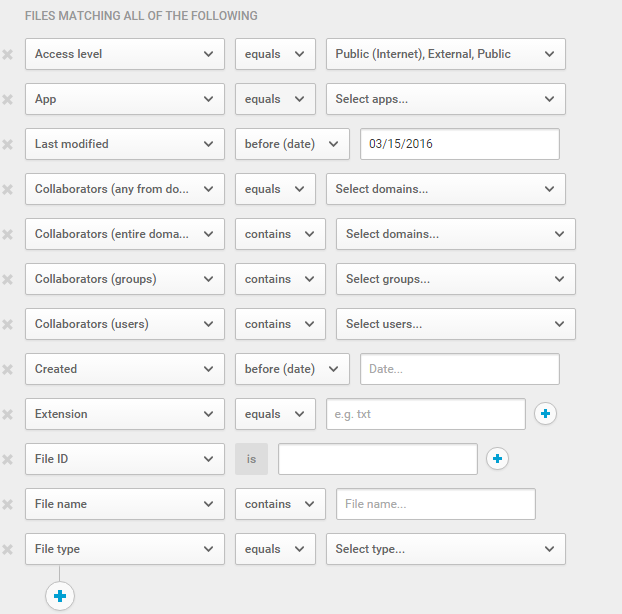 FILES MATCHING ALL OF THE FOLLOWING
Access level equals Public (Internet), External, Public
App equals Select apps...
Last modified before (date) 03/15/2016
Collaborators (any from do... equals Select domains...
Collaborators (entire doma... contains Select domains...
Collaborators (groups) contains Select groups...
Collaborators (users) contains Select users...
Created before (date) Date...
Extension equals e.g. txt
File ID is
File name contains File name...
File type equals Select type...